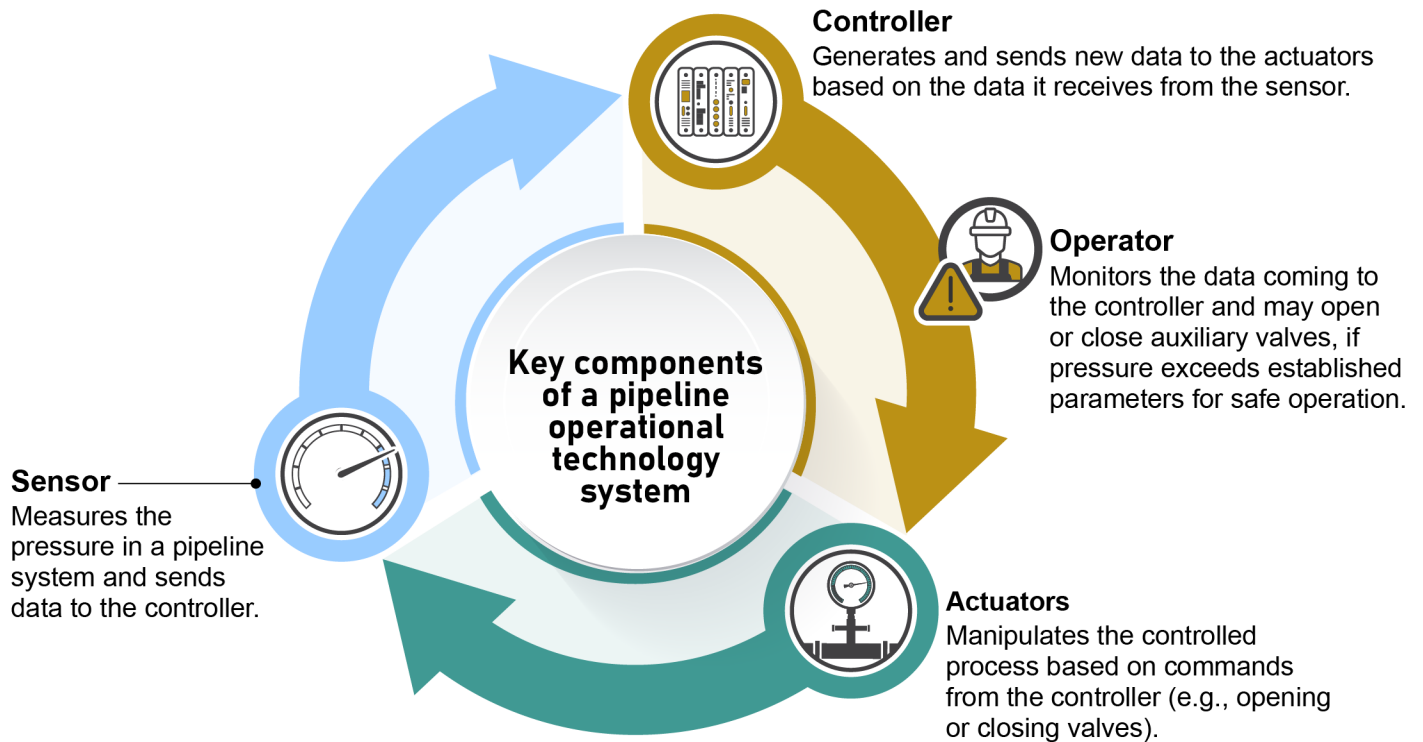 Controller
Generates and sends new data to the actuators
based on the data it receives from the sensor.
Operator
Monitors the data coming to
the controller and may open
or close auxiliary valves, if
pressure exceeds established
parameters for safe operation.
Key components
of a pipeline
operational
technology
system
Sensor
Measures the
pressure in a pipeline
system and sends
data to the controller.
Actuators
Manipulates the controlled
process based on commands
from the controller (e.g., opening
or closing valves).